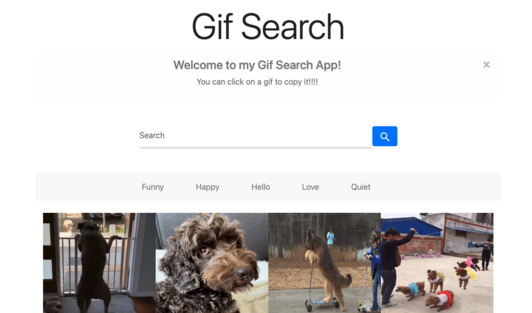 Gif Search
Welcome to my Gif Search App!
×
You can click on a gif to copy it!!!!
Search
Funny Happy Hello Love Quiet